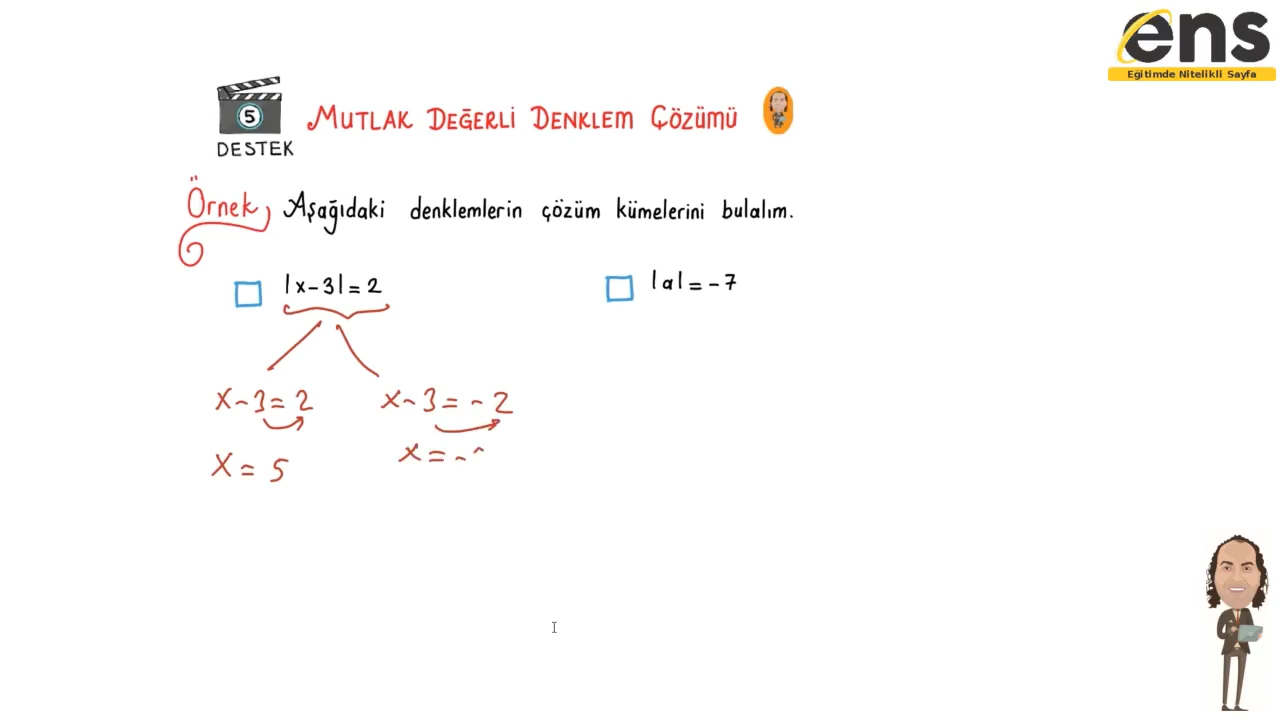 ens
Eğitimde Nitelikli Sayfa
5
DESTEK
MUTLAK DEĞERLİ DENKLEM ÇÖZÜMÜ
Örnek, Aşağıdaki denklemlerin çözüm kümelerini bulalım.
|x-3|=2
|a|=-7
x-3=2
x-3=-2
x=5
x=-